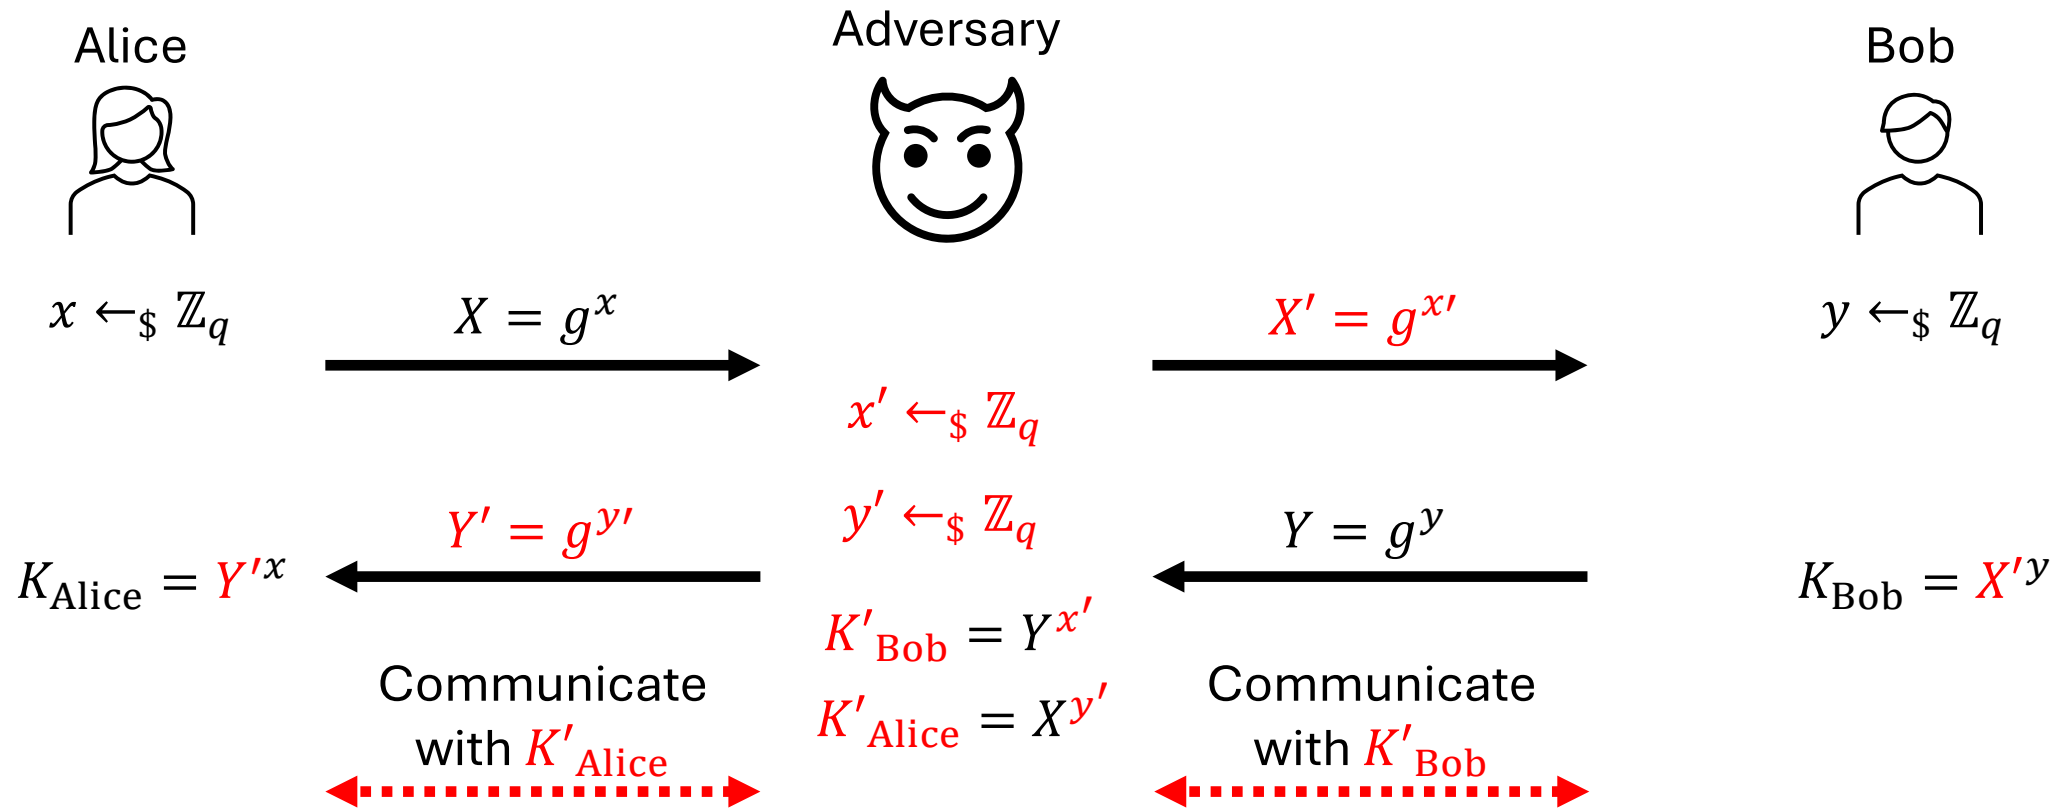 Alice
Adversary
Bob
x ←$ ℤq
X = g^x
X′ = g^x′
y ←$ ℤq
x′ ←$ ℤq
y′ ←$ ℤq
Y′ = g^y′
Y = g^y
K_Alice = Y′^x
K_Bob = X′^y
K′_Bob = Y^x′
K′_Alice = X^y′
Communicate
with K′_Alice
Communicate
with K′_Bob